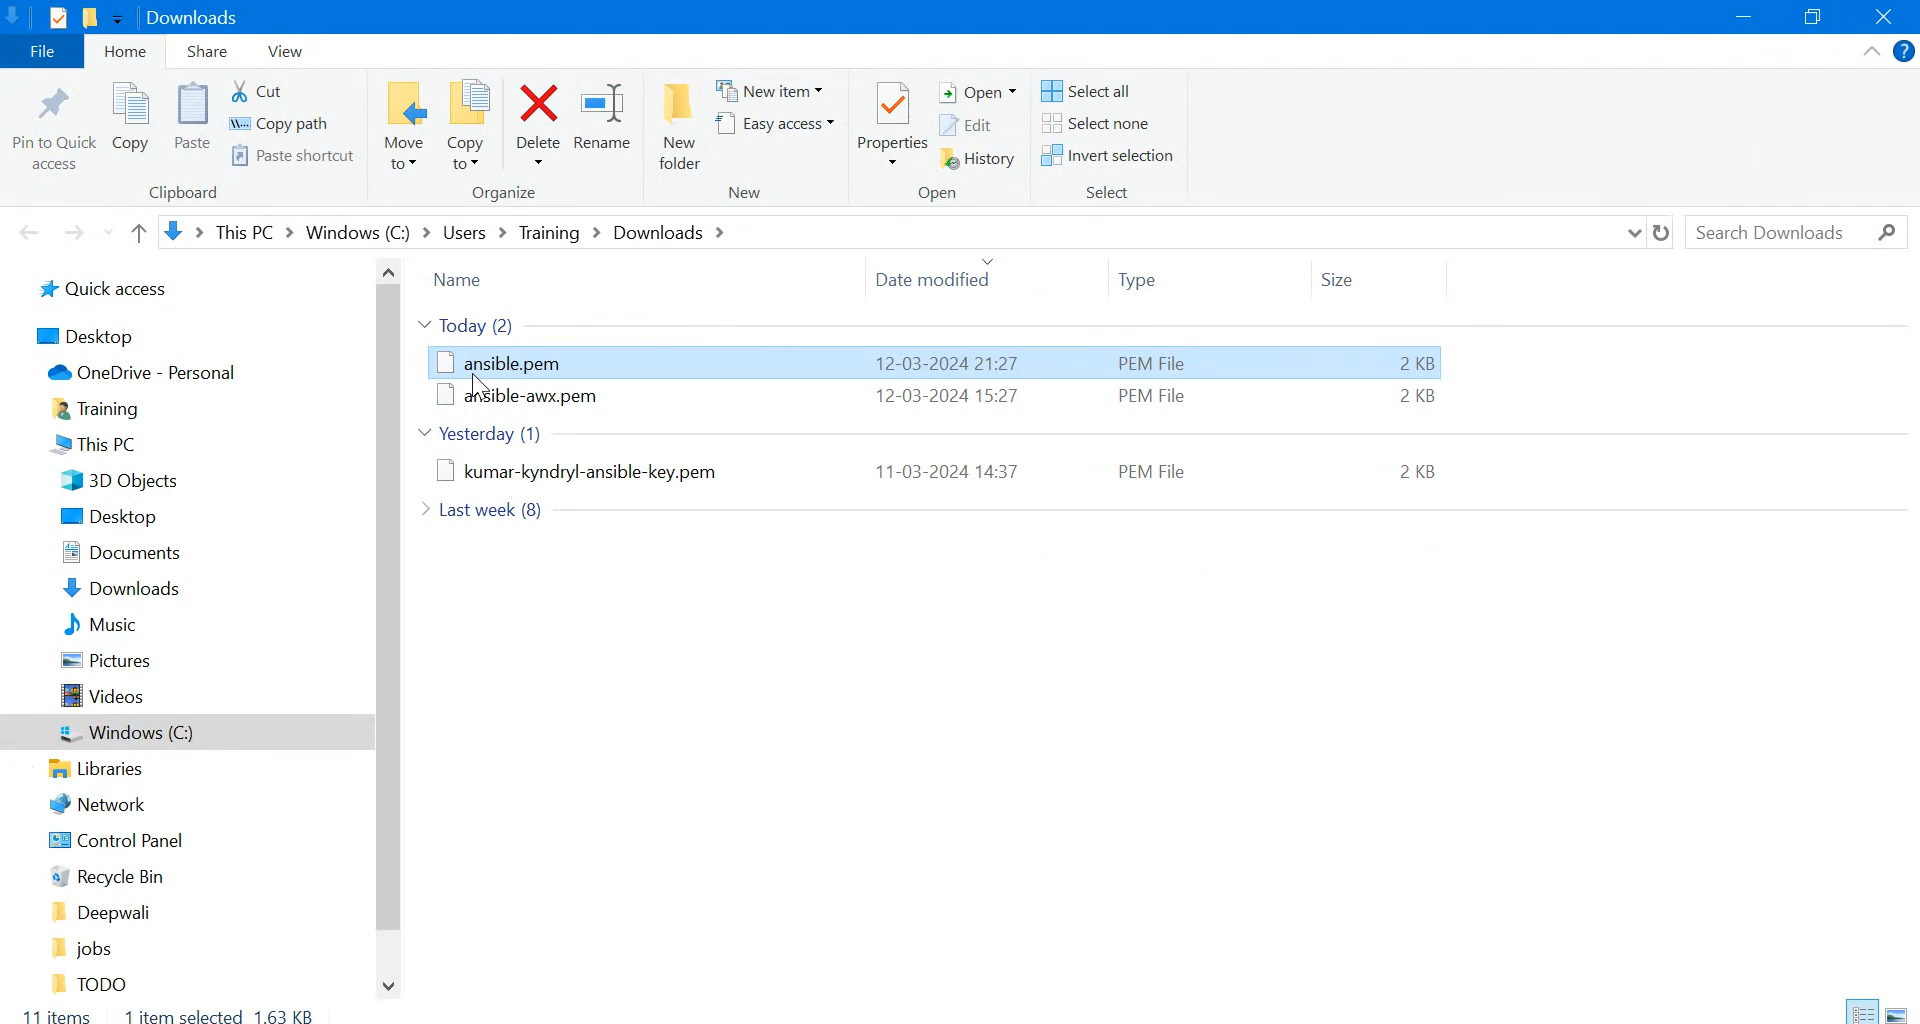 Downloads
File Home Share View
Pin to Quick access
Copy
Paste
Cut
Copy path
Paste shortcut
Clipboard
Move to
Copy to
Delete
Rename
Organize
New folder
New item
Easy access
New
Properties
Open
Edit
History
Open
Select all
Select none
Invert selection
Select
This PC Windows (C:) Users Training Downloads
Search Downloads
Quick access
Desktop
OneDrive - Personal
Training
This PC
3D Objects
Desktop
Documents
Downloads
Music
Pictures
Videos
Windows (C:)
Libraries
Network
Control Panel
Recycle Bin
Deepwali
jobs
TODO
Name Date modified Type Size
Today (2)
ansible.pem 12-03-2024 21:27 PEM File 2 KB
ansible-awx.pem 12-03-2024 15:27 PEM File 2 KB
Yesterday (1)
kumar-kyndryl-ansible-key.pem 11-03-2024 14:37 PEM File 2 KB
Last week (8)
11 items 1 item selected 1.63 KB